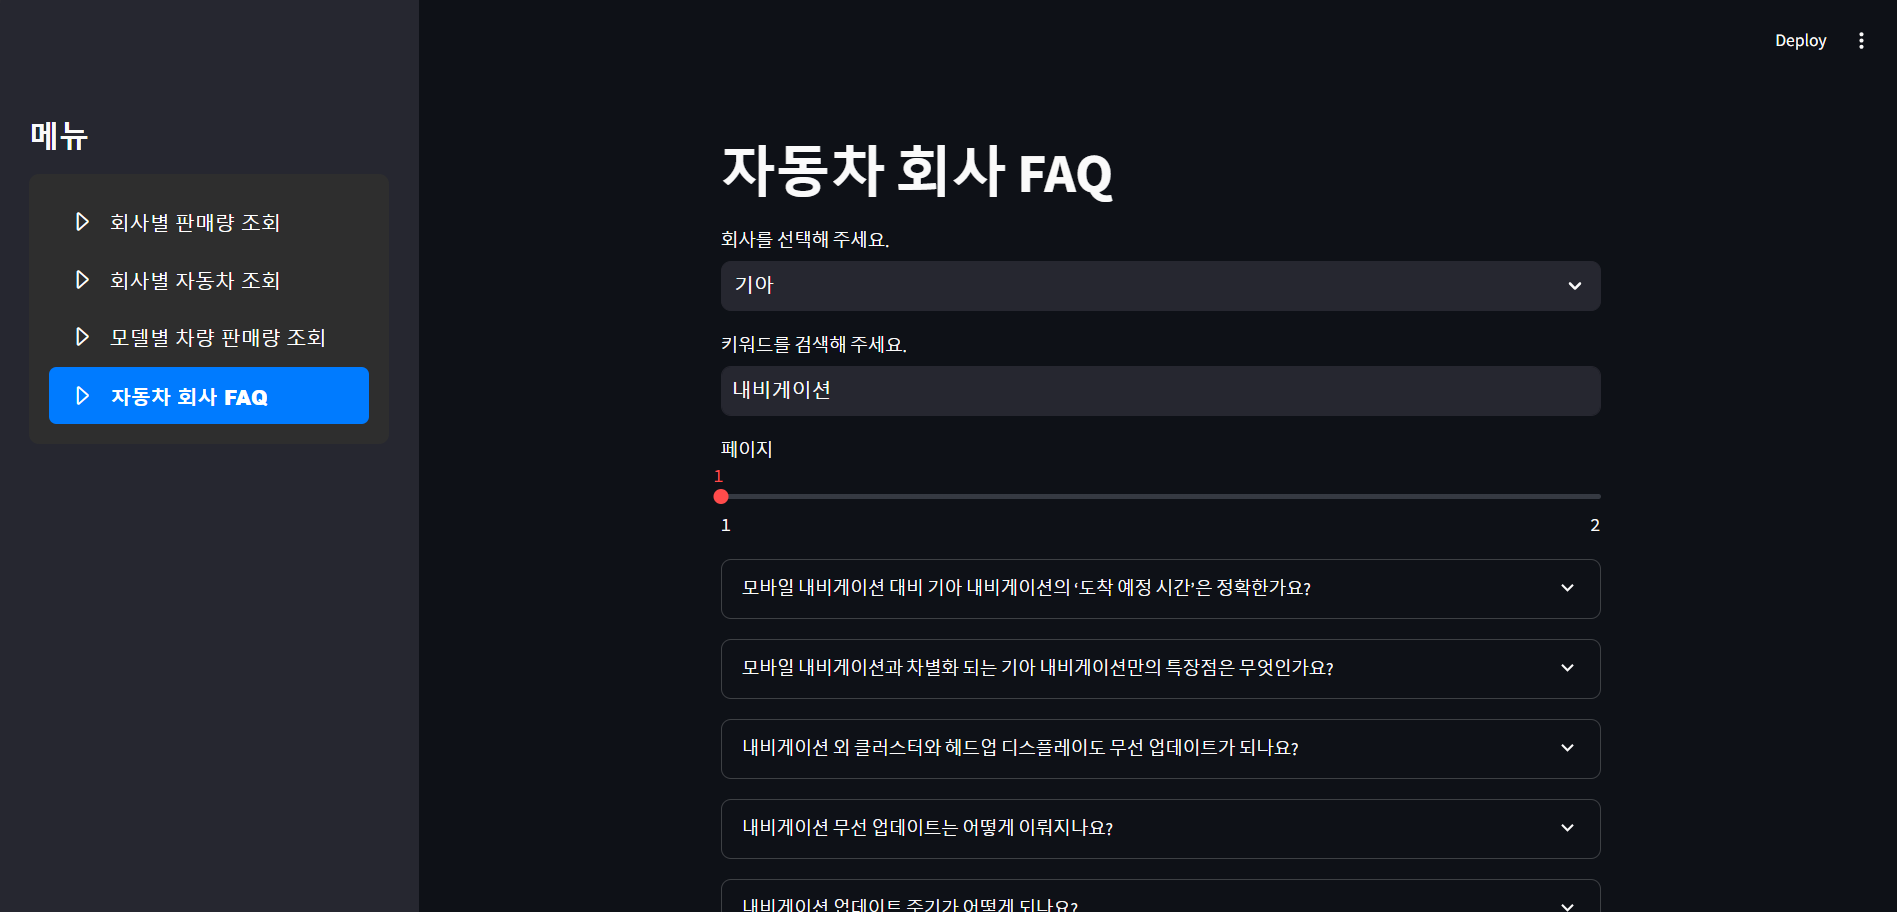 Deploy
메뉴
회사별 판매량 조회
회사별 자동차 조회
모델별 차량 판매량 조회
자동차 회사 FAQ
자동차 회사 FAQ
회사를 선택해 주세요.
기아
키워드를 검색해 주세요.
내비게이션
페이지
1
1
2
모바일 내비게이션 대비 기아 내비게이션의 ‘도착 예정 시간’은 정확한가요?
모바일 내비게이션과 차별화 되는 기아 내비게이션만의 특장점은 무엇인가요?
내비게이션 외 클러스터와 헤드업 디스플레이도 무선 업데이트가 되나요?
내비게이션 무선 업데이트는 어떻게 이뤄지나요?
내비게이션 업데이트 주기가 어떻게 되나요?